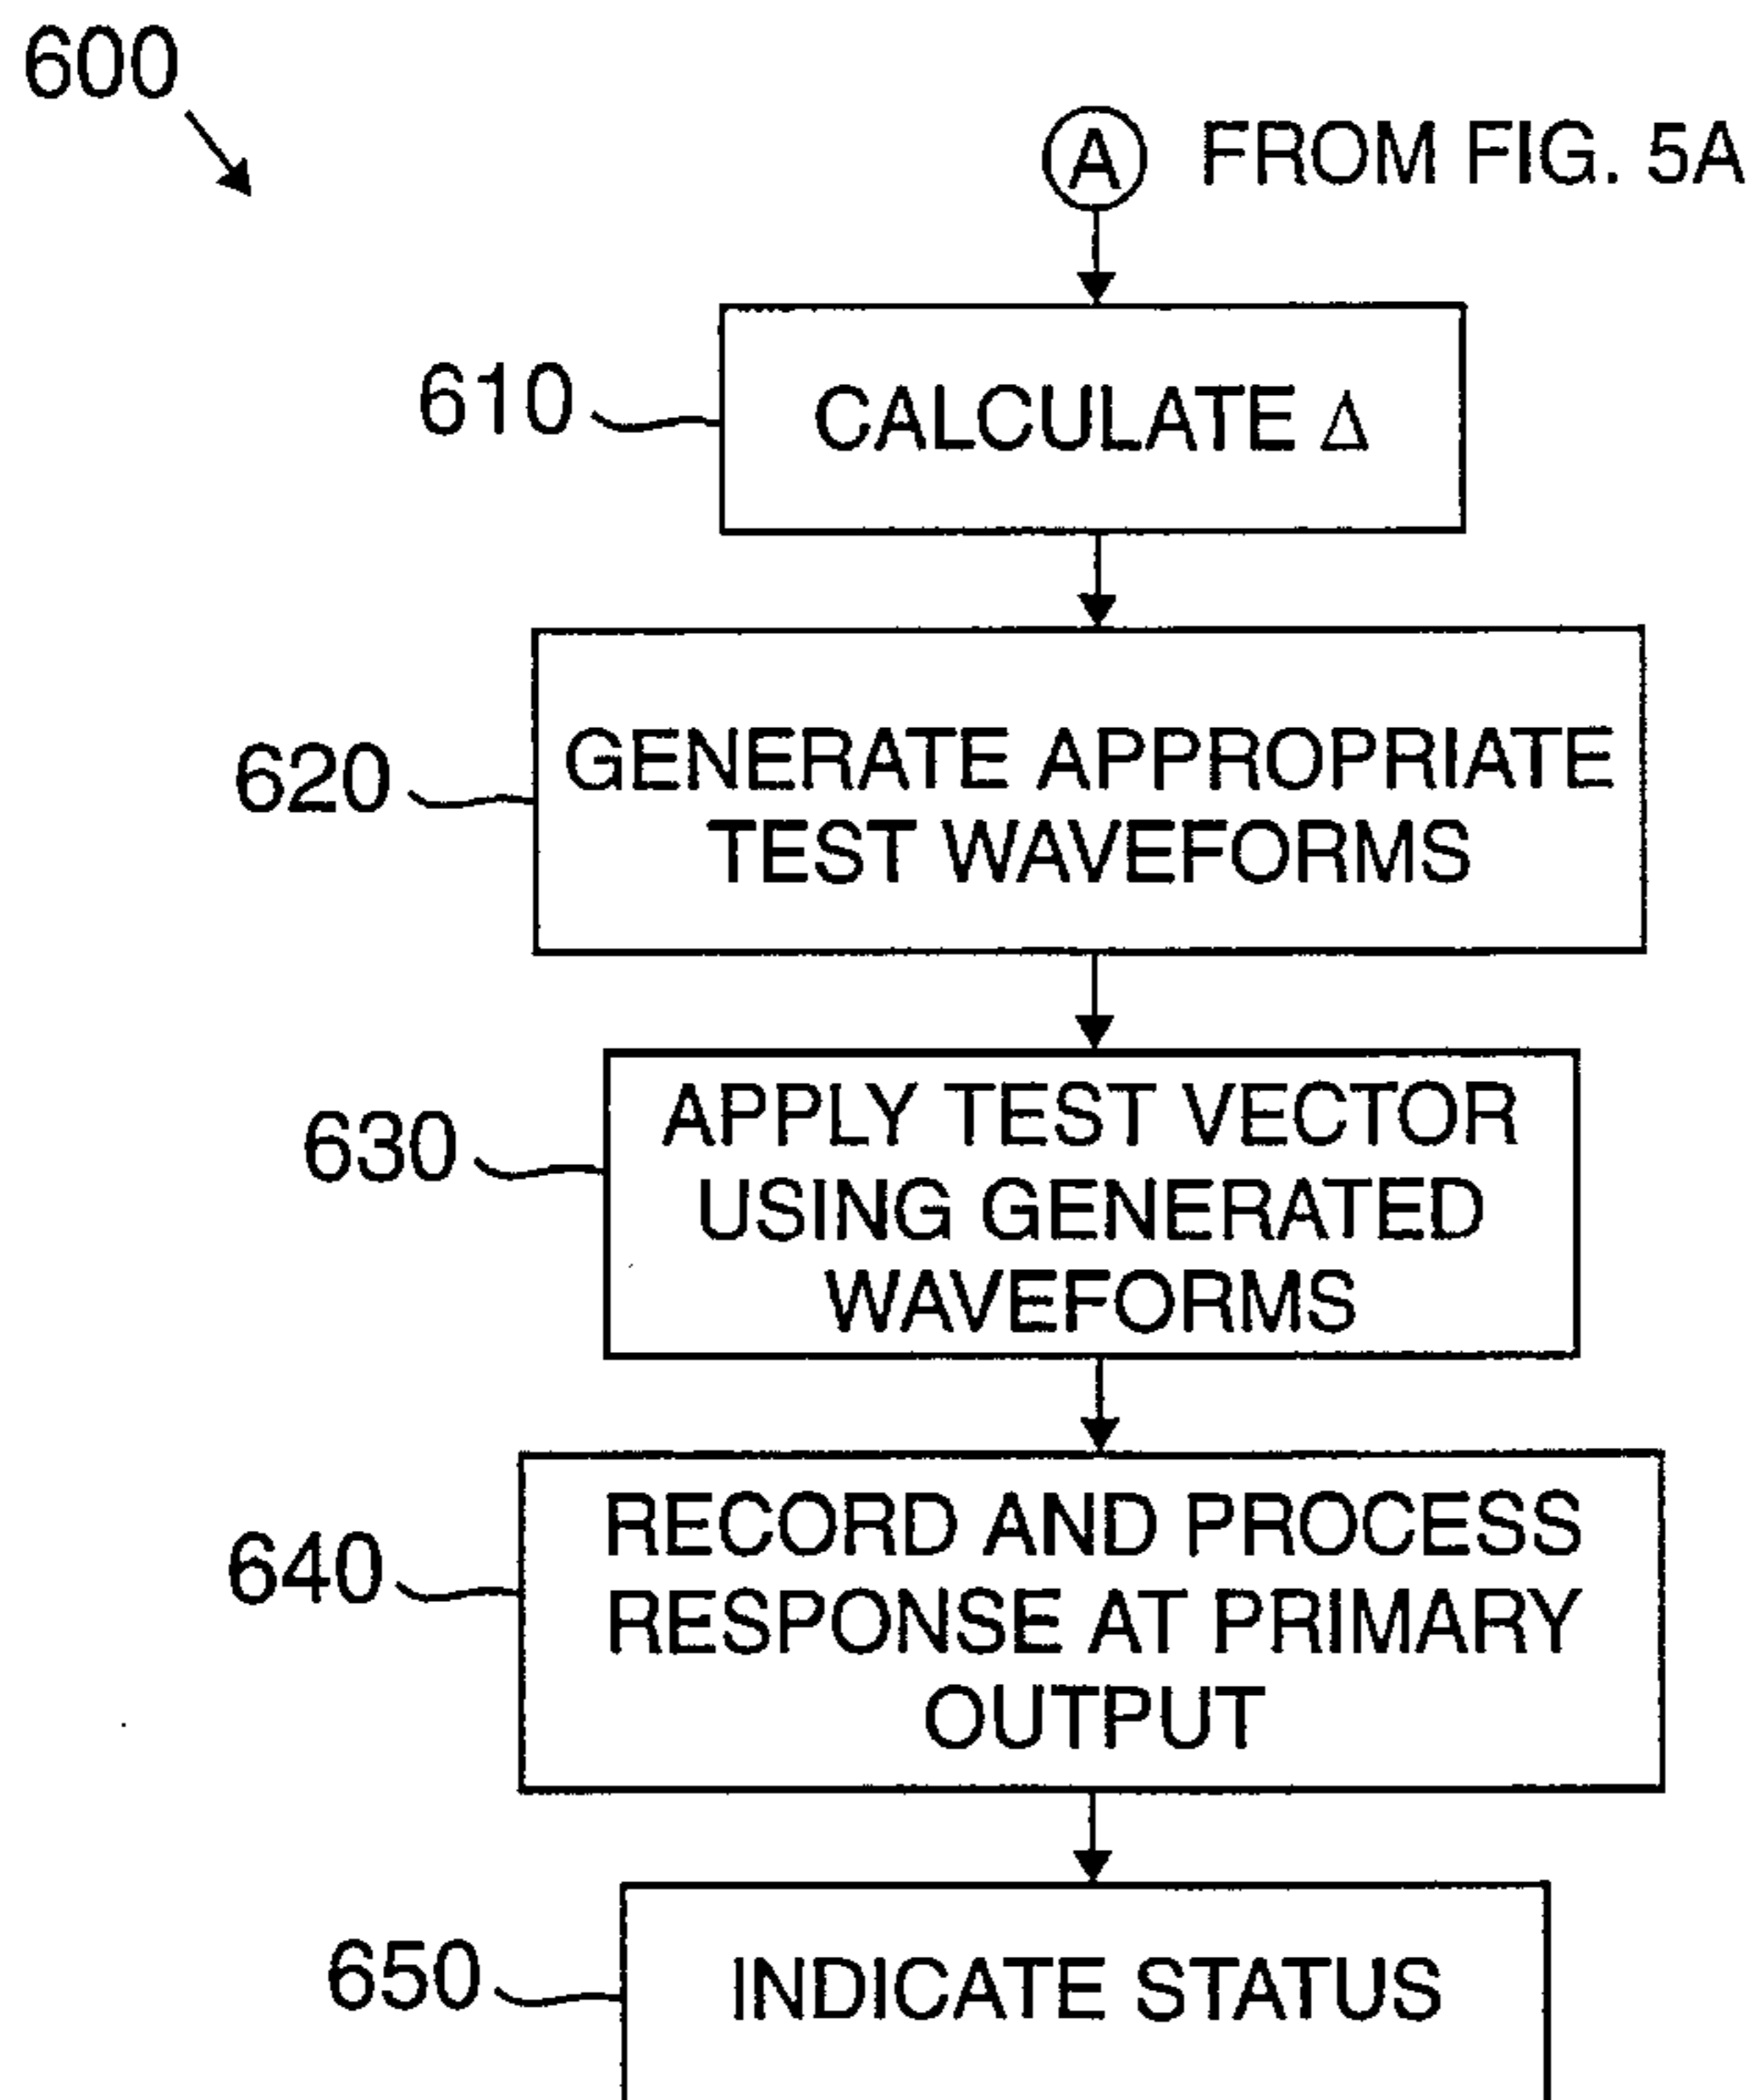 600
A FROM FIG. 5A
610
CALCULATE Δ
620
GENERATE APPROPRIATE
TEST WAVEFORMS
630
APPLY TEST VECTOR
USING GENERATED
WAVEFORMS
640
RECORD AND PROCESS
RESPONSE AT PRIMARY
OUTPUT
650
INDICATE STATUS